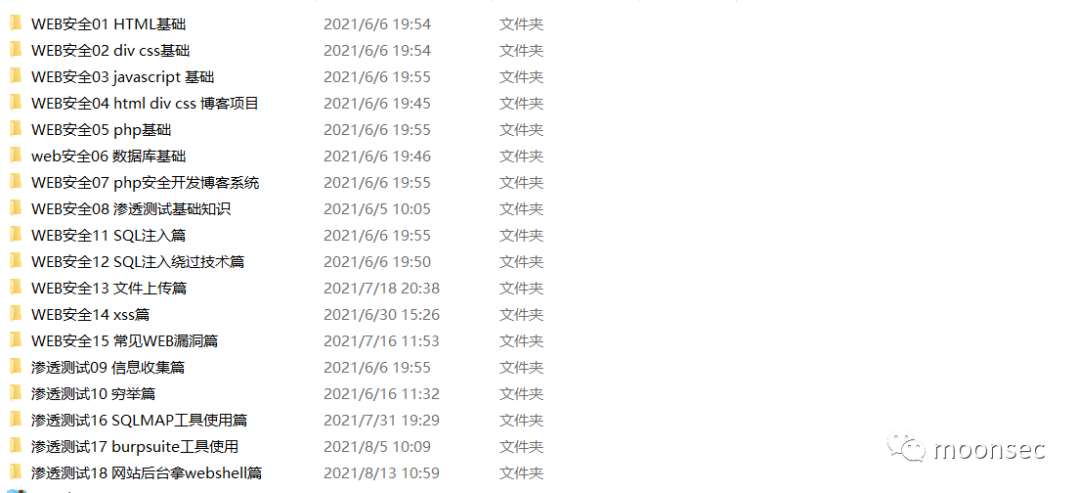 WEB安全01 HTML基础 2021/6/6 19:54 文件夹
WEB安全02 div css基础 2021/6/6 19:54 文件夹
WEB安全03 javascript 基础 2021/6/6 19:55 文件夹
WEB安全04 html div css 博客项目 2021/6/6 19:45 文件夹
WEB安全05 php基础 2021/6/6 19:55 文件夹
web安全06 数据库基础 2021/6/6 19:46 文件夹
WEB安全07 php安全开发博客系统 2021/6/6 19:55 文件夹
WEB安全08 渗透测试基础知识 2021/6/5 10:05 文件夹
WEB安全11 SQL注入篇 2021/6/6 19:55 文件夹
WEB安全12 SQL注入绕过技术篇 2021/6/6 19:50 文件夹
WEB安全13 文件上传篇 2021/7/18 20:38 文件夹
WEB安全14 xss篇 2021/6/30 15:26 文件夹
WEB安全15 常见WEB漏洞篇 2021/7/16 11:53 文件夹
渗透测试09 信息收集篇 2021/6/6 19:55 文件夹
渗透测试10 穷举篇 2021/6/16 11:32 文件夹
渗透测试16 SQLMAP工具使用篇 2021/7/31 19:29 文件夹
渗透测试17 burpsuite工具使用 2021/8/5 10:09 文件夹
渗透测试18 网站后台拿webshell篇 2021/8/13 10:59 文件夹
moonsec